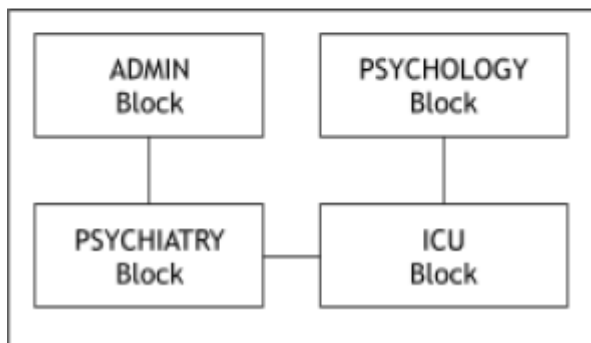 ADMIN
Block
PSYCHOLOGY
Block
PSYCHIATRY
Block
ICU
Block